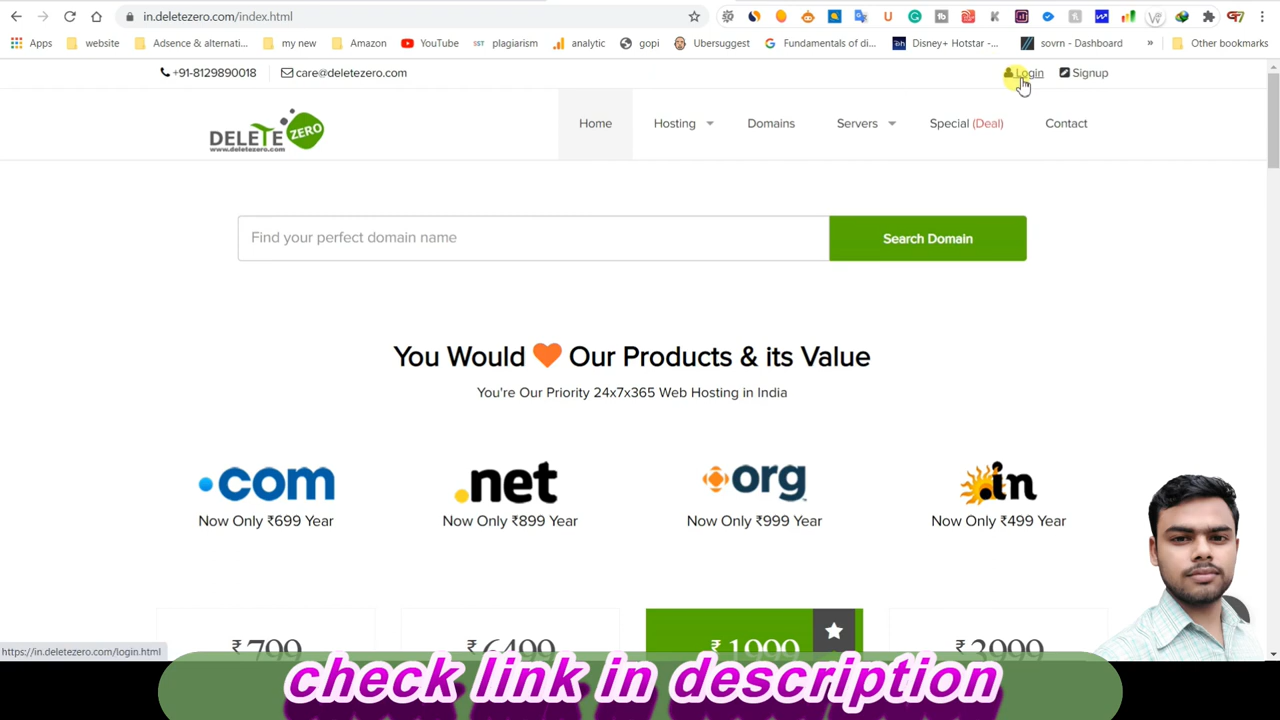 in.deletezero.com/index.html
Apps
website
Adsence & alternati...
my new
Amazon
YouTube
SST plagiarism
analytic
gopi
Ubersuggest
Fundamentals of di...
Disney+ Hotstar -...
sovrn - Dashboard
»
Other bookmarks
+91-8129890018
care@deletezero.com
Login
Signup
DELETE ZERO
www.deletezero.com
Home
Hosting
Domains
Servers
Special (Deal)
Contact
Find your perfect domain name
Search Domain
You Would Our Products & its Value
You're Our Priority 24x7x365 Web Hosting in India
.com
.net
.org
.in
Now Only ₹699 Year
Now Only ₹899 Year
Now Only ₹999 Year
Now Only ₹499 Year
₹799
₹6499
₹1999
₹3999
https://in.deletezero.com/login.html
check link in description